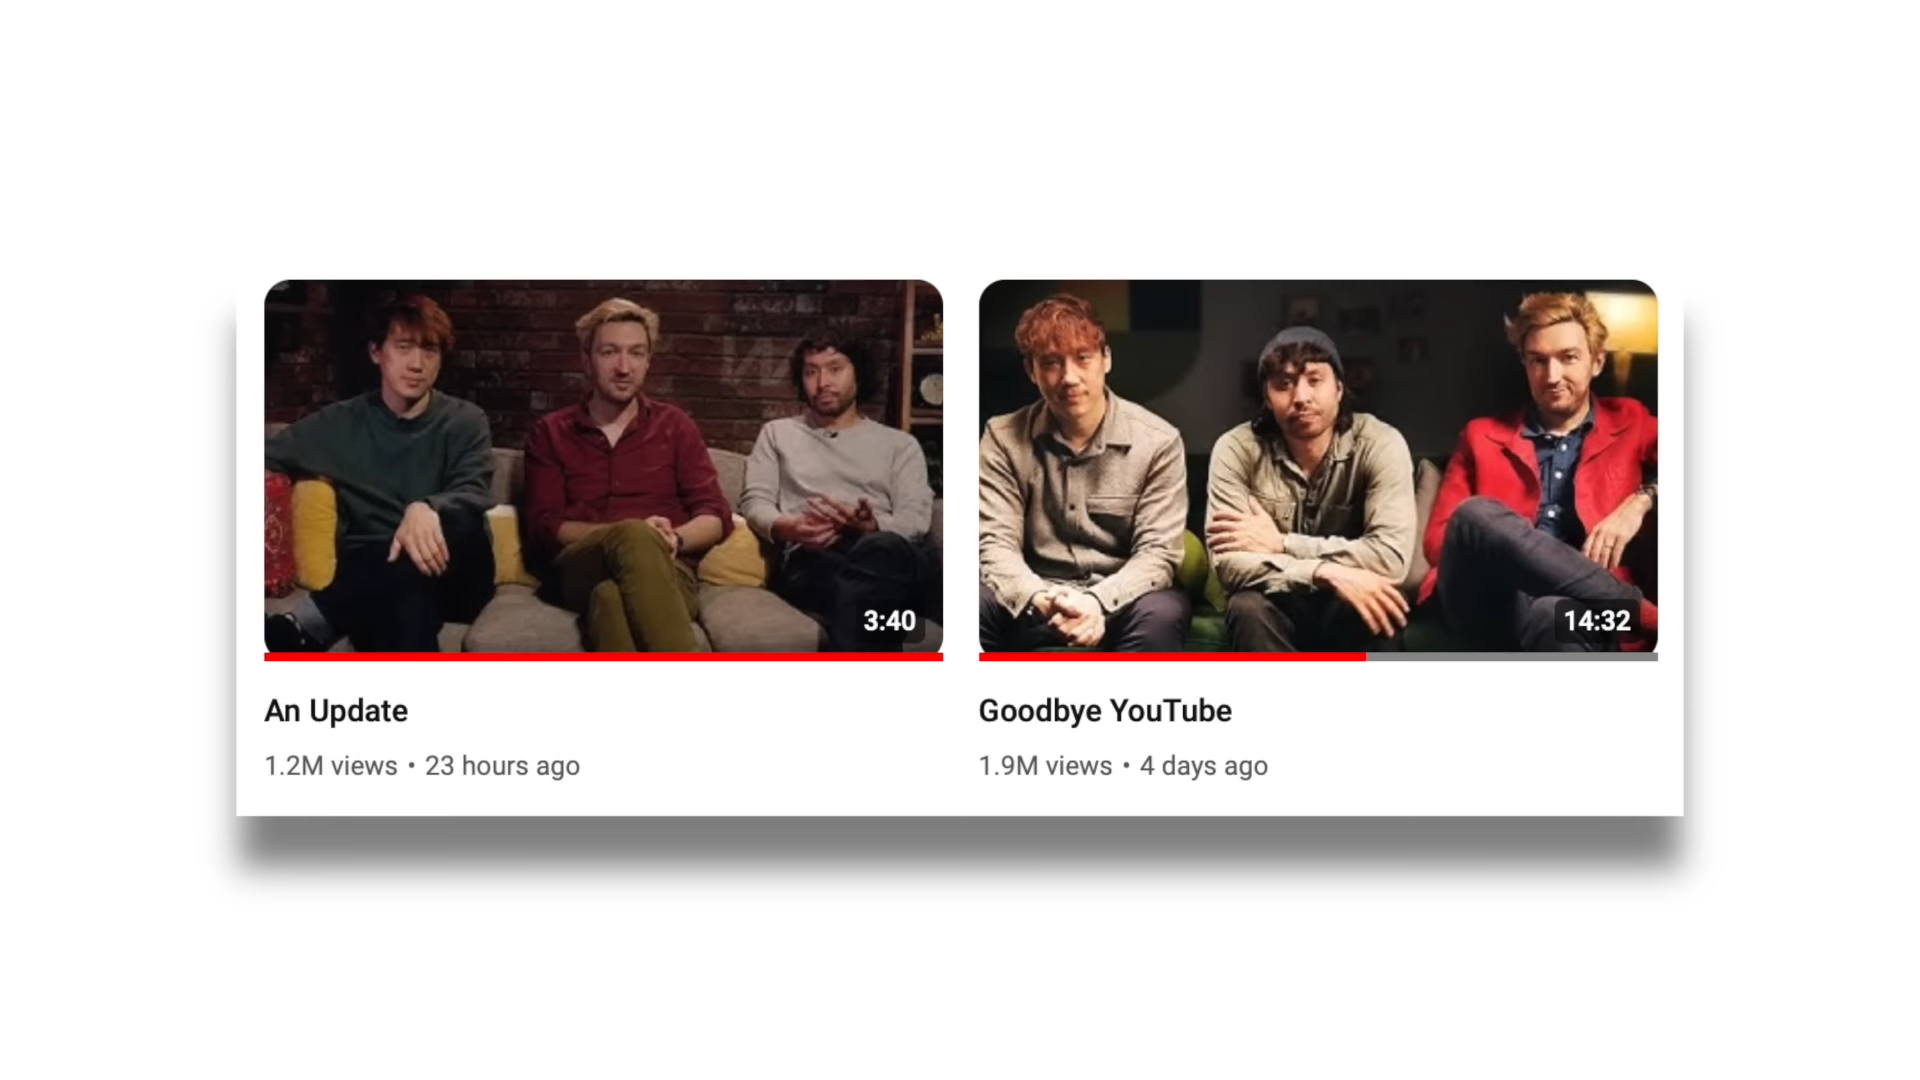 3:40
14:32
An Update
1.2M views • 23 hours ago
Goodbye YouTube
1.9M views • 4 days ago